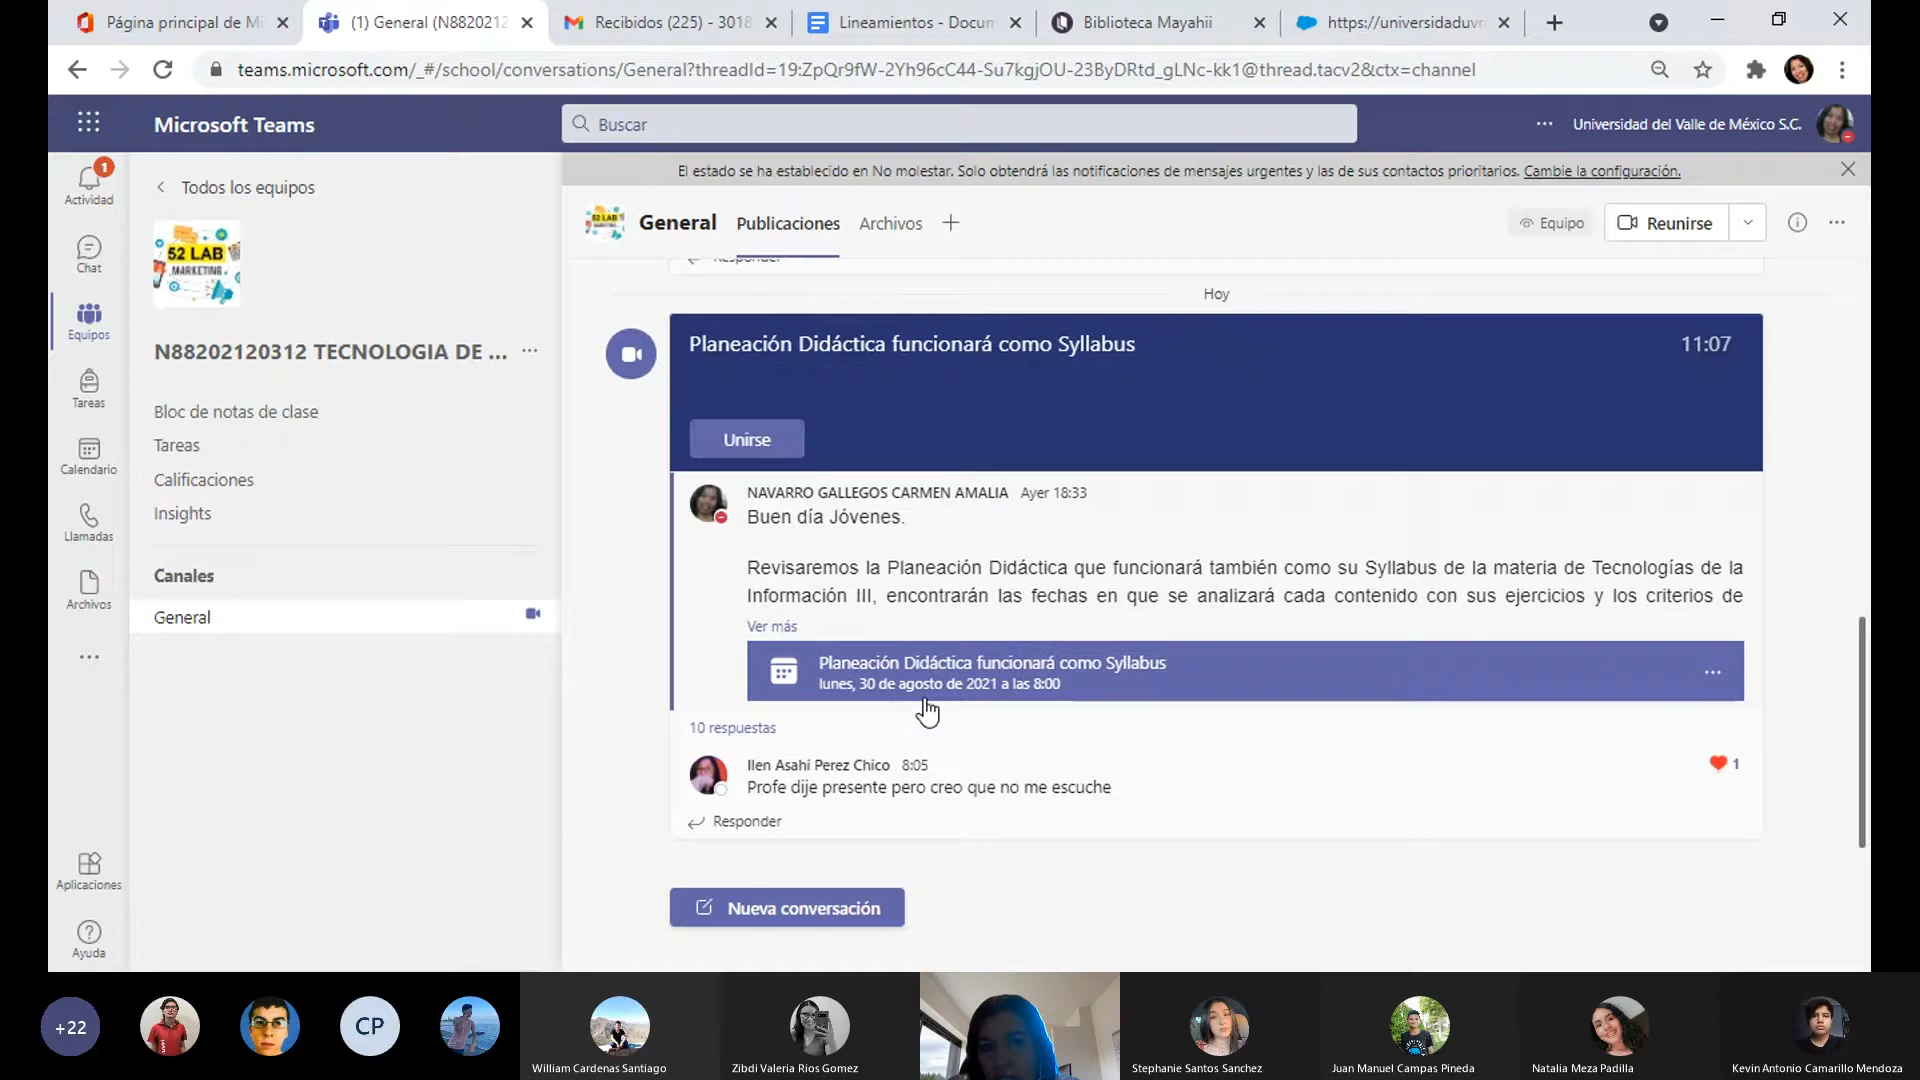 Página principal de Mi
(1) General (N8820212
Recibidos (225) - 3018
Lineamientos - Docum
Biblioteca Mayahii
https://universidaduvn
teams.microsoft.com/_#/school/conversations/General?threadId=19:ZpQr9fW-2Yh96cC44-Su7kgjOU-23ByDRtd_gLNc-kk1@thread.tacv2&ctx=channel
Microsoft Teams
Buscar
Universidad del Valle de México S.C.
1
Actividad
Chat
Equipos
Tareas
Calendario
Llamadas
Archivos
Aplicaciones
Ayuda
Todos los equipos
52 LAB
MARKETING
N88202120312 TECNOLOGIA DE ...
Bloc de notas de clase
Tareas
Calificaciones
Insights
Canales
General
El estado se ha establecido en No molestar. Solo obtendrá las notificaciones de mensajes urgentes y las de sus contactos prioritarios. Cambie la configuración.
52 LAB
General
Publicaciones
Archivos
Equipo
Reunirse
Responder
Hoy
Planeación Didáctica funcionará como Syllabus
11:07
Unirse
NAVARRO GALLEGOS CARMEN AMALIA Ayer 18:33
Buen día Jóvenes.
Revisaremos la Planeación Didáctica que funcionará también como su Syllabus de la materia de Tecnologías de la
Información III, encontrarán las fechas en que se analizará cada contenido con sus ejercicios y los criterios de
Ver más
Planeación Didáctica funcionará como Syllabus
lunes, 30 de agosto de 2021 a las 8:00
10 respuestas
Ilen Asahi Perez Chico 8:05
1
Profe dije presente pero creo que no me escuche
Responder
Nueva conversación
+22
CP
William Cardenas Santiago
Zibdi Valeria Rios Gomez
Stephanie Santos Sanchez
Juan Manuel Campas Pineda
Natalia Meza Padilla
Kevin Antonio Camarillo Mendoza